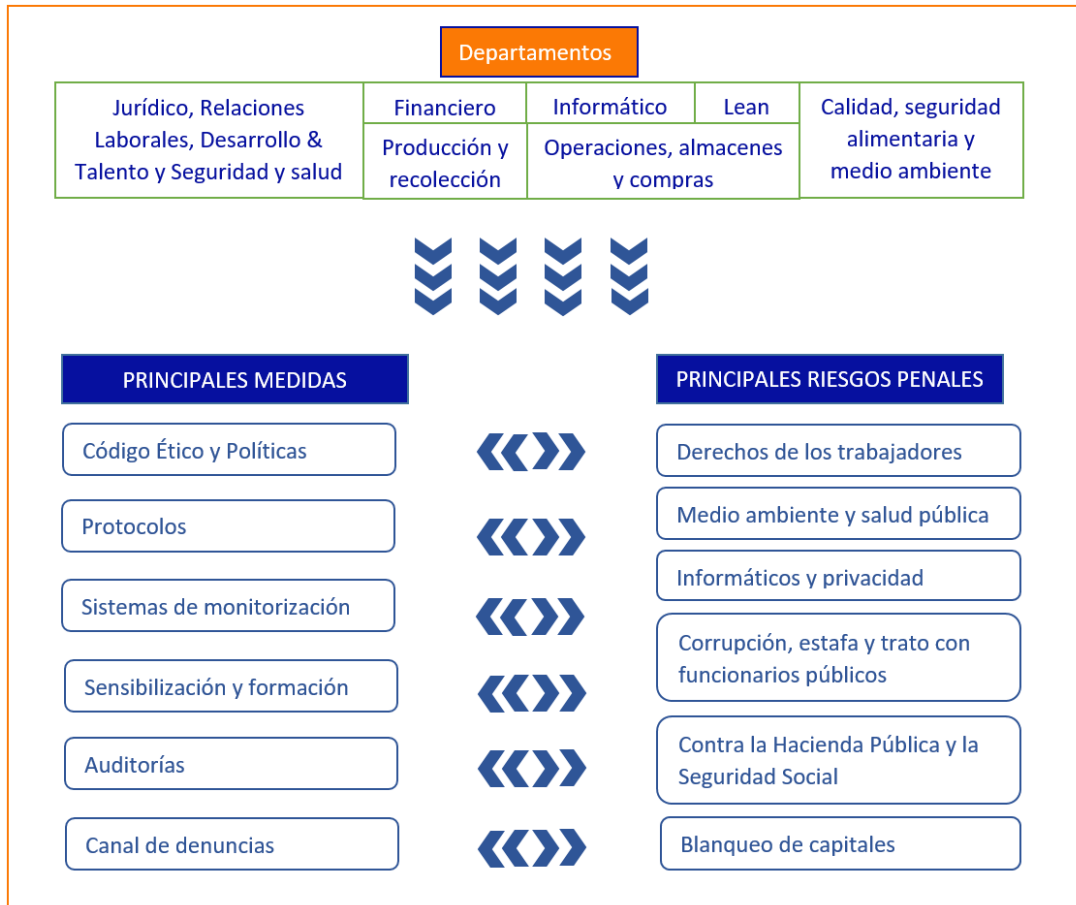 Departamentos
Jurídico, Relaciones
Laborales, Desarrollo &
Talento y Seguridad y salud
Financiero
Informático
Lean
Producción y
recolección
Operaciones, almacenes
y compras
Calidad, seguridad
alimentaria y
medio ambiente
PRINCIPALES MEDIDAS
Código Ético y Políticas
Protocolos
Sistemas de monitorización
Sensibilización y formación
Auditorías
Canal de denuncias
PRINCIPALES RIESGOS PENALES
Derechos de los trabajadores
Medio ambiente y salud pública
Informáticos y privacidad
Corrupción, estafa y trato con
funcionarios públicos
Contra la Hacienda Pública y la
Seguridad Social
Blanqueo de capitales